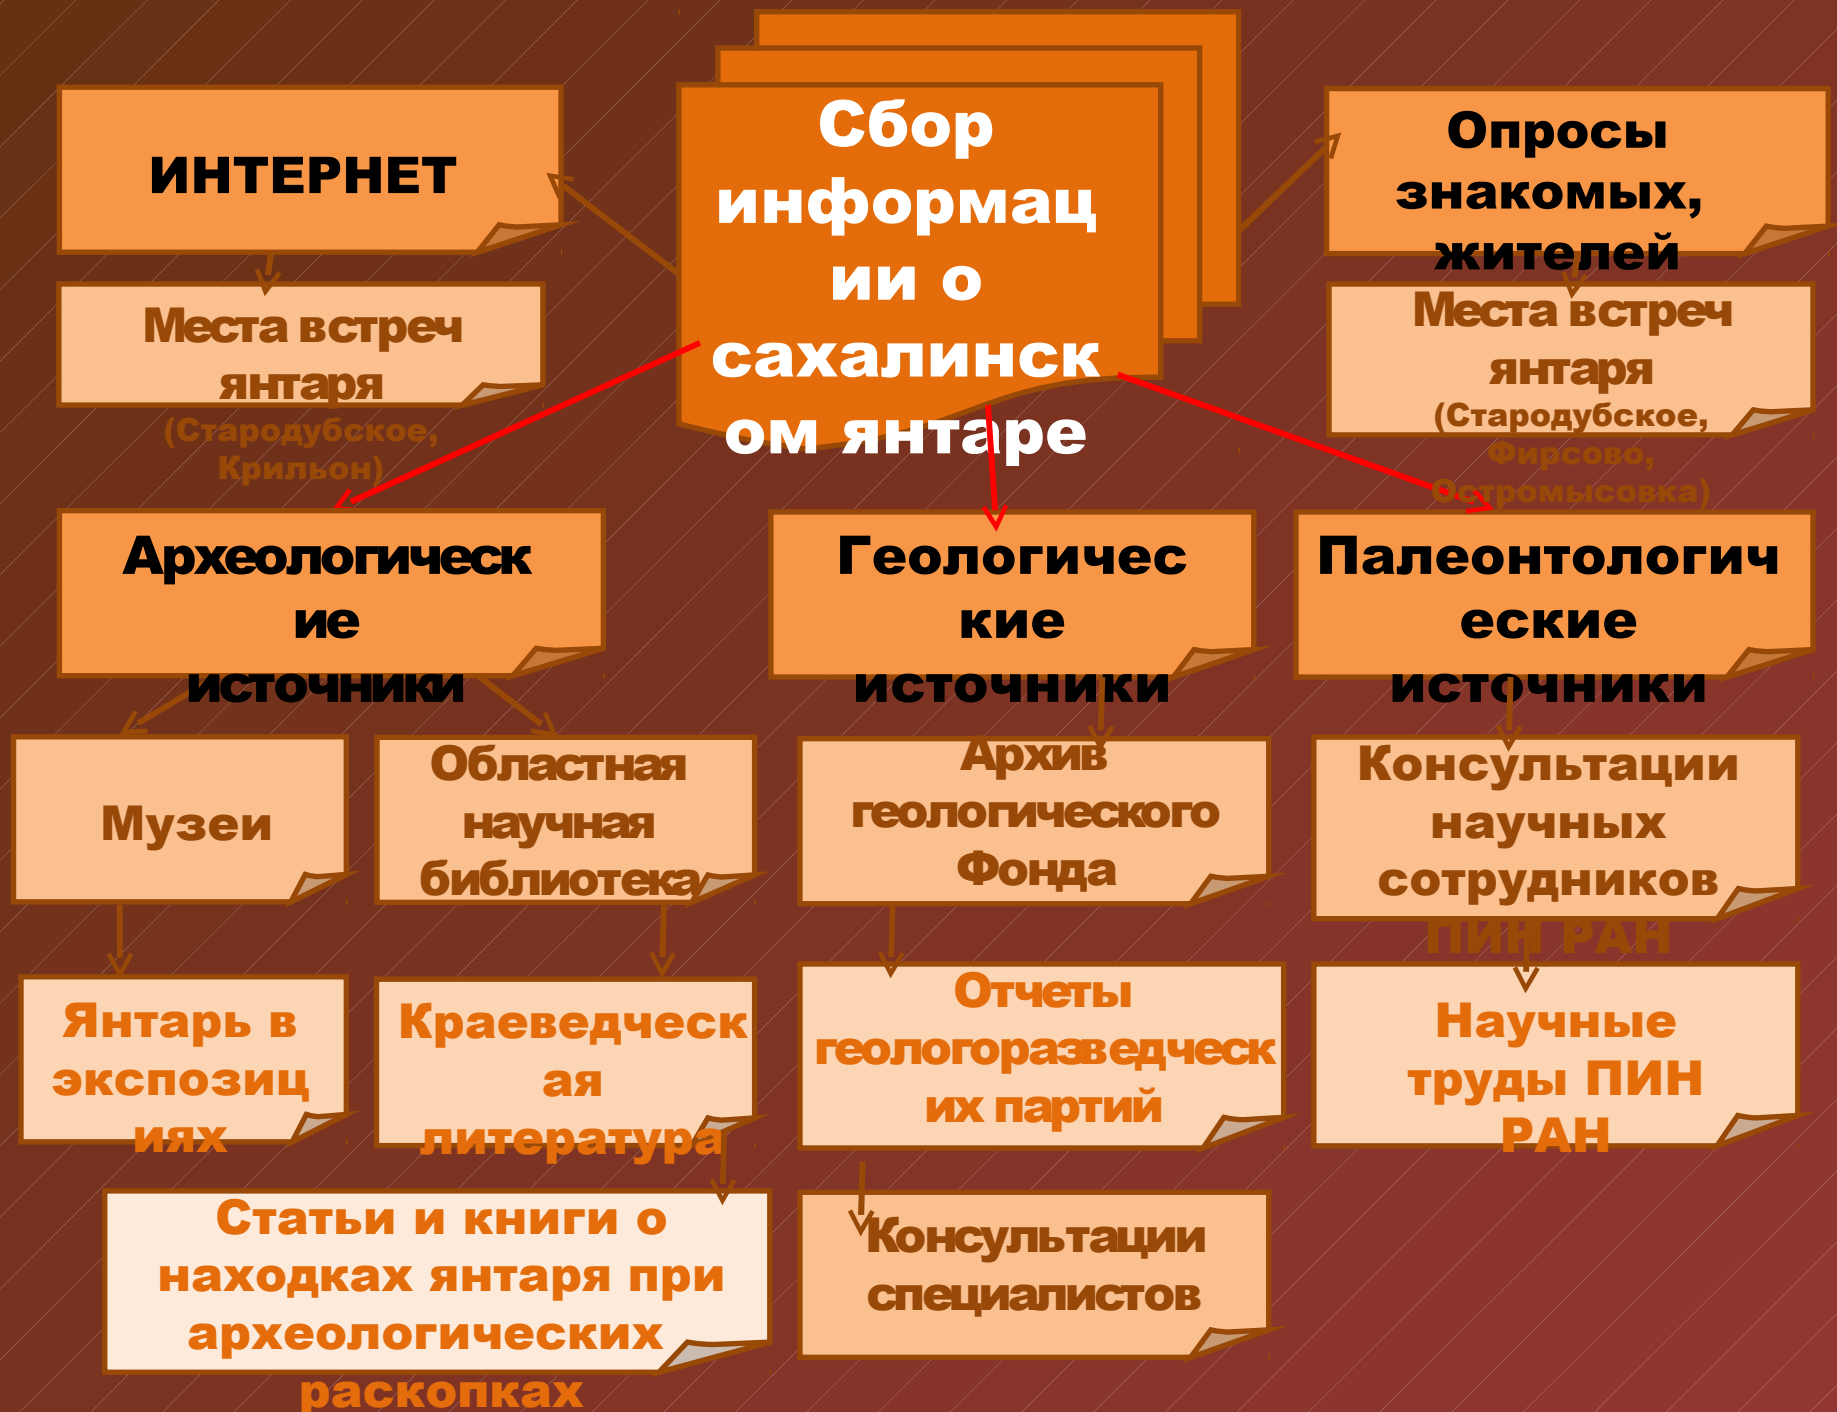 Сбор
информац
ии о
сахалинск
ом янтаре
ИНТЕРНЕТ
Места встреч
янтаря
(Стародубское,
Крильон)
Опросы
знакомых,
жителей
Места встреч
янтаря
(Стародубское,
Фирсово,
Остромысовка)
Археологическ
ие
источники
Геологичес
кие
источники
Палеонтологич
еские
источники
Музеи
Областная
научная
библиотека
Архив
геологического
Фонда
Консультации
научных
сотрудников
ПИН РАН
Янтарь в
экспозиц
иях
Краеведческ
ая
литература
Отчеты
геологоразведческ
их партий
Научные
труды ПИН
РАН
Статьи и книги о
находках янтаря при
археологических
раскопках
Консультации
специалистов